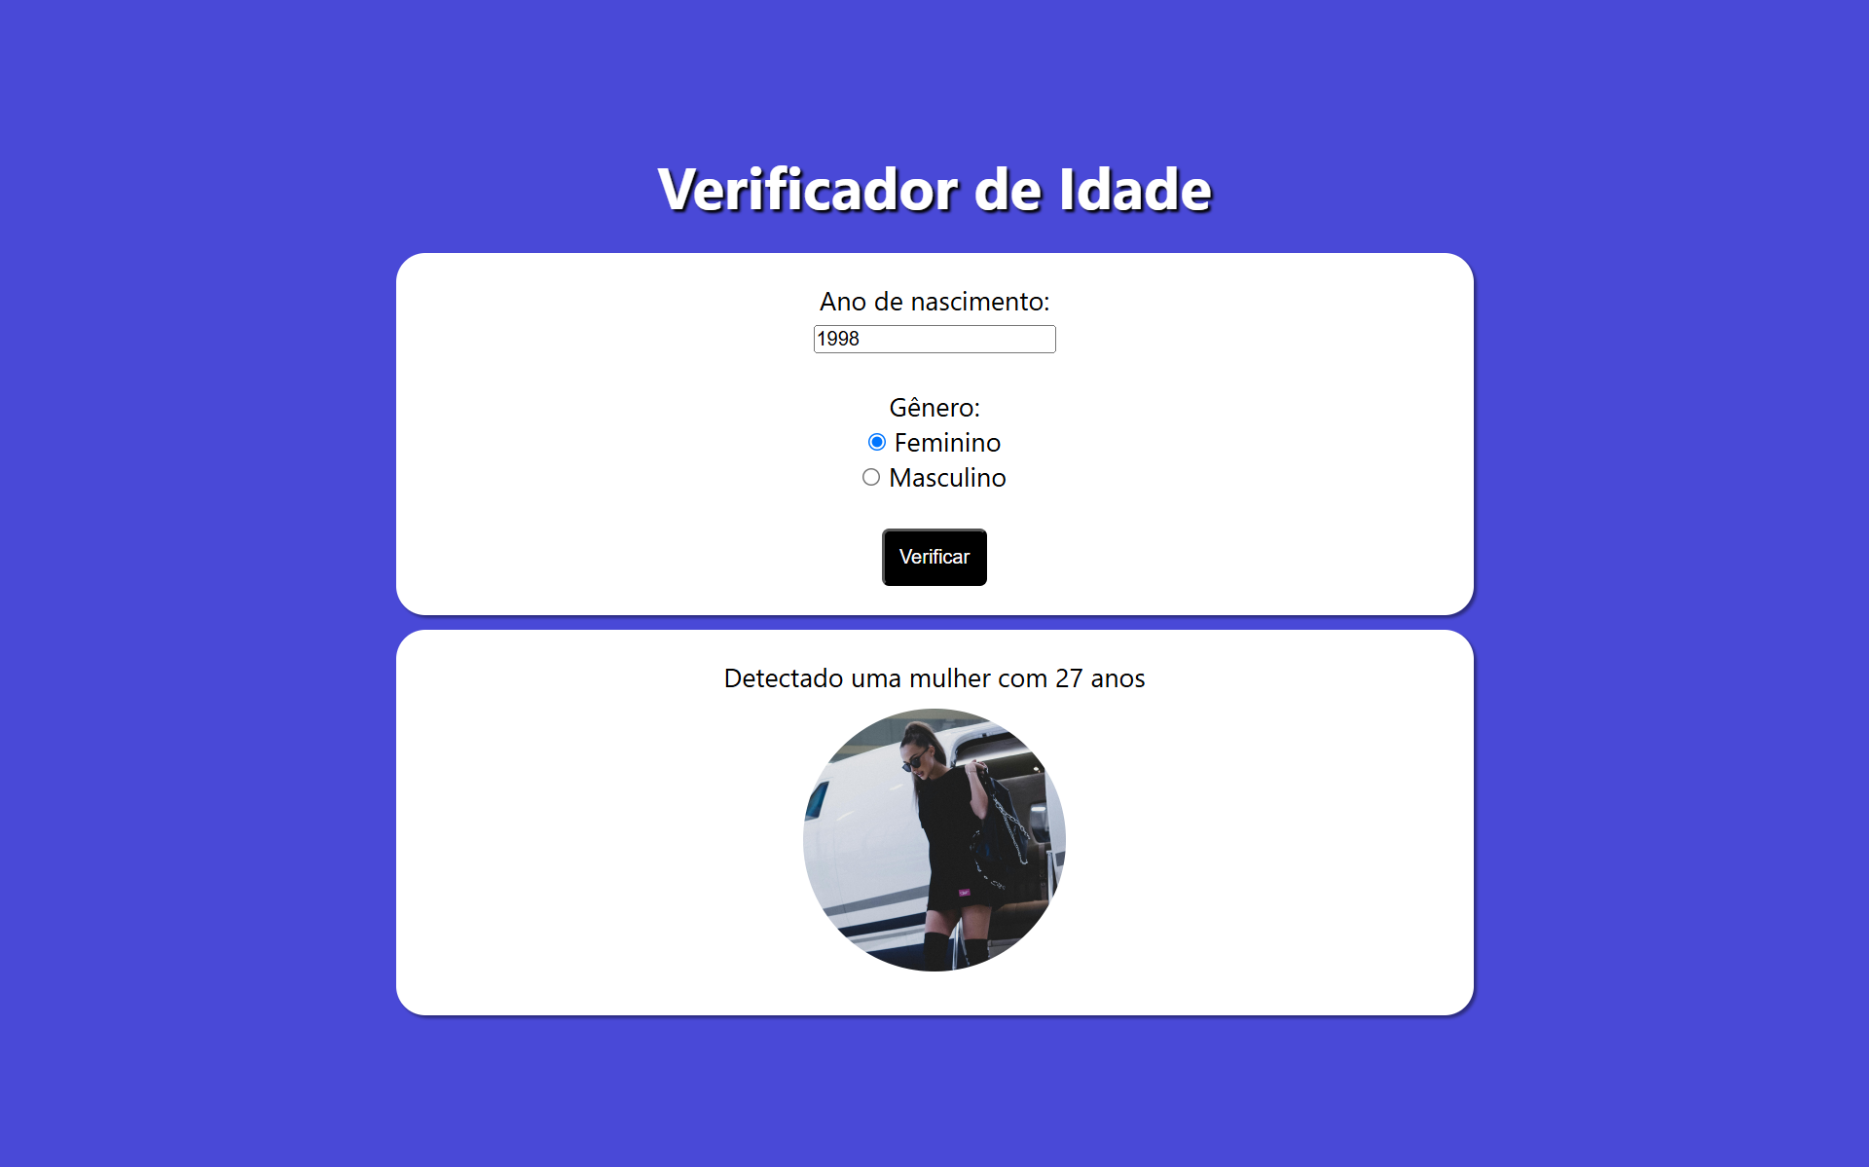 Verificador de Idade
Ano de nascimento:
1998
Gênero:
Feminino
Masculino
Verificar
Detectado uma mulher com 27 anos